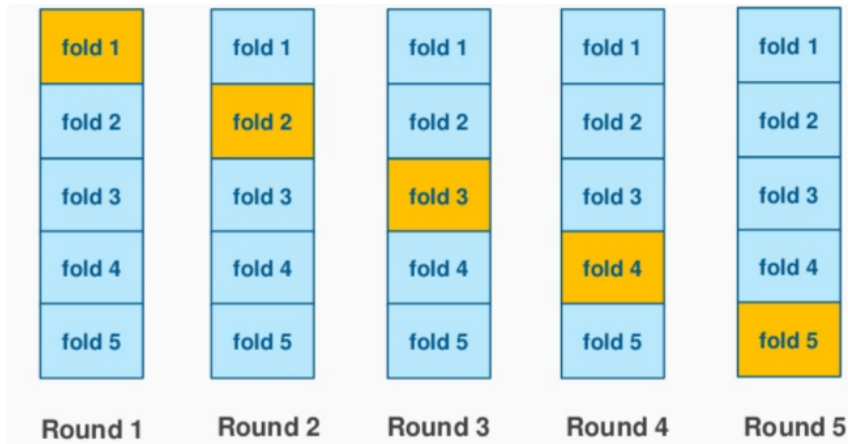 fold 1 fold 1 fold 1 fold 1 fold 1
fold 2 fold 2 fold 2 fold 2 fold 2
fold 3 fold 3 fold 3 fold 3 fold 3
fold 4 fold 4 fold 4 fold 4 fold 4
fold 5 fold 5 fold 5 fold 5 fold 5
Round 1 Round 2 Round 3 Round 4 Round 5